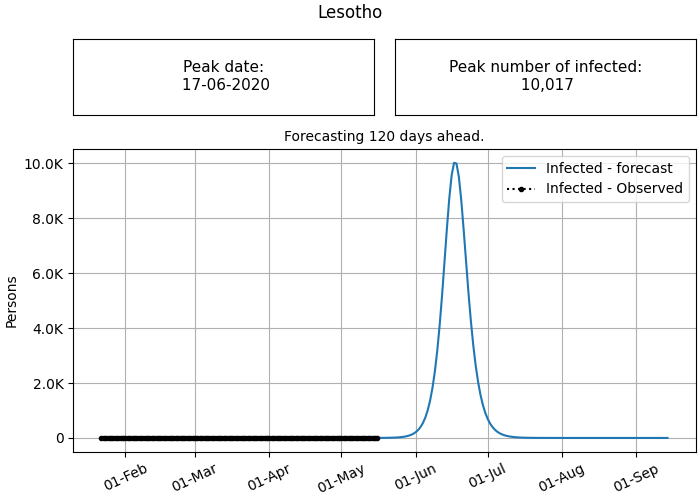 Lesotho
Peak date:
17-06-2020
Peak number of infected:
10,017
Forecasting 120 days ahead.
Infected - forecast
Infected - Observed
Persons
10.0K
8.0K
6.0K
4.0K
2.0K
0
01-Feb
01-Mar
01-Apr
01-May
01-Jun
01-Jul
01-Aug
01-Sep